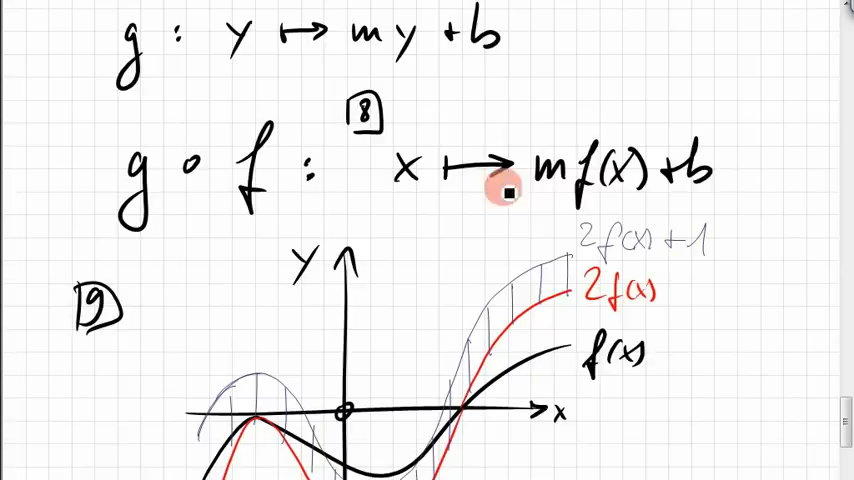 g : y ↦ my + b
8
g ∘ f : x ↦ mf(x) + b
2f(x) + 1
y
9
2f(x)
f(x)
x